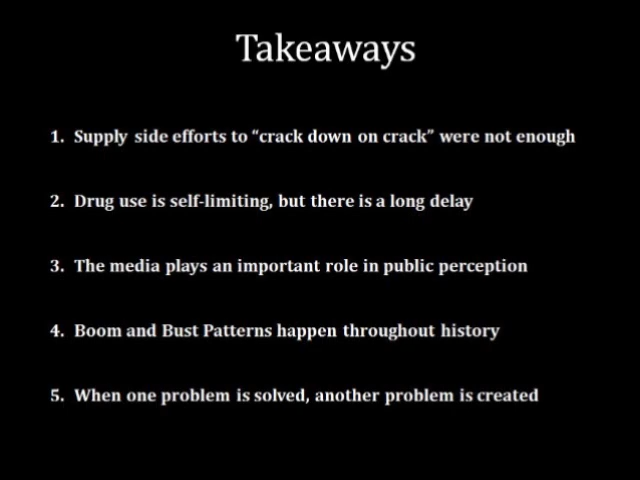 Takeaways
1. Supply side efforts to “crack down on crack” were not enough
2. Drug use is self-limiting, but there is a long delay
3. The media plays an important role in public perception
4. Boom and Bust Patterns happen throughout history
5. When one problem is solved, another problem is created